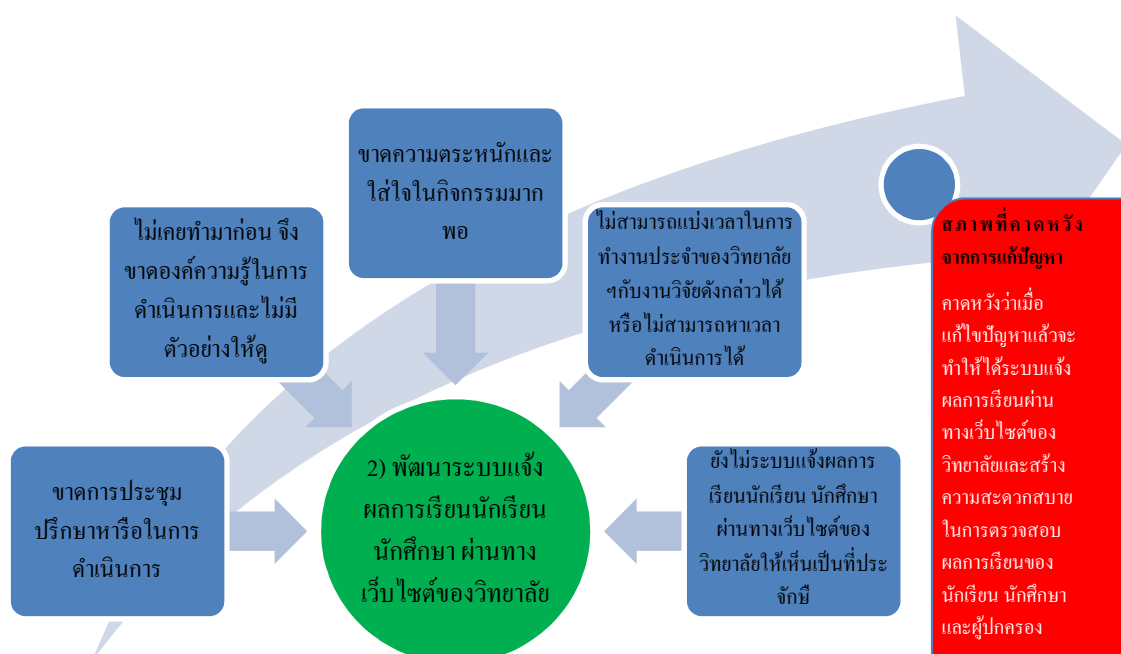 ขาดความตระหนักและ
ใส่ใจในกิจกรรมมาก
พอ
ไม่เคยทำมาก่อน จึง
ขาดองค์ความรู้ในการ
ดำเนินการและไม่มี
ตัวอย่างให้ดู
ไม่สามารถแบ่งเวลาในการ
ทำงานประจำของวิทยาลัย
ฯกับงานวิจัยดังกล่าวได้
หรือไม่สามารถหาเวลา
ดำเนินการได้
ขาดการประชุม
ปรึกษาหารือในการ
ดำเนินการ
2) พัฒนาระบบแจ้ง
ผลการเรียนนักเรียน
นักศึกษา ผ่านทาง
เว็บไซต์ของวิทยาลัย
ยังไม่ระบบแจ้งผลการ
เรียนนักเรียน นักศึกษา
ผ่านทางเว็บไซต์ของ
วิทยาลัยให้เห็นเป็นที่ประ
จักษื
สภาพที่คาดหวัง
จากการแก้ปัญหา
คาดหวังว่าเมื่อ
แก้ไขปัญหาแล้วจะ
ทำให้ได้ระบบแจ้ง
ผลการเรียนผ่าน
ทางเว็บไซต์ของ
วิทยาลัยและสร้าง
ความสะดวกสบาย
ในการตรวจสอบ
ผลการเรียนของ
นักเรียน นักศึกษา
และผู้ปกครอง